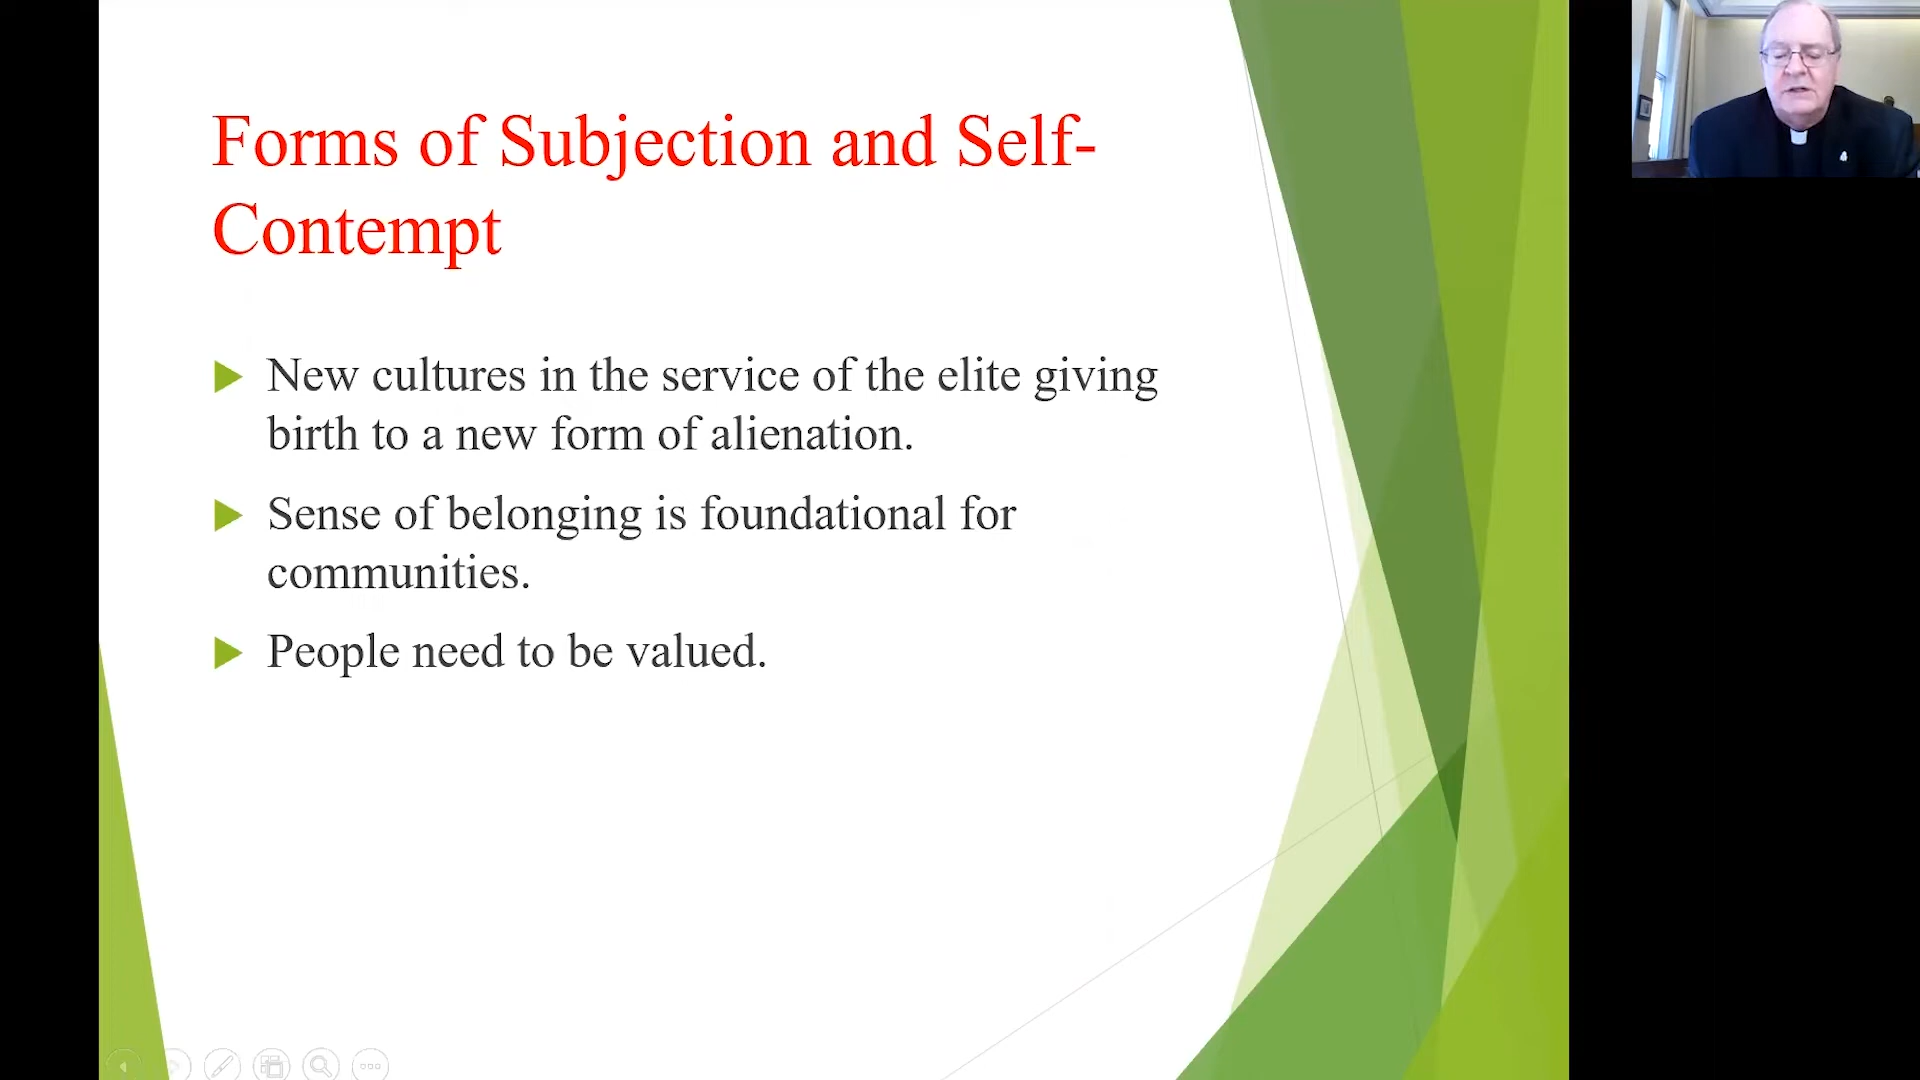 Forms of Subjection and Self-
Contempt
New cultures in the service of the elite giving
birth to a new form of alienation.
Sense of belonging is foundational for
communities.
People need to be valued.